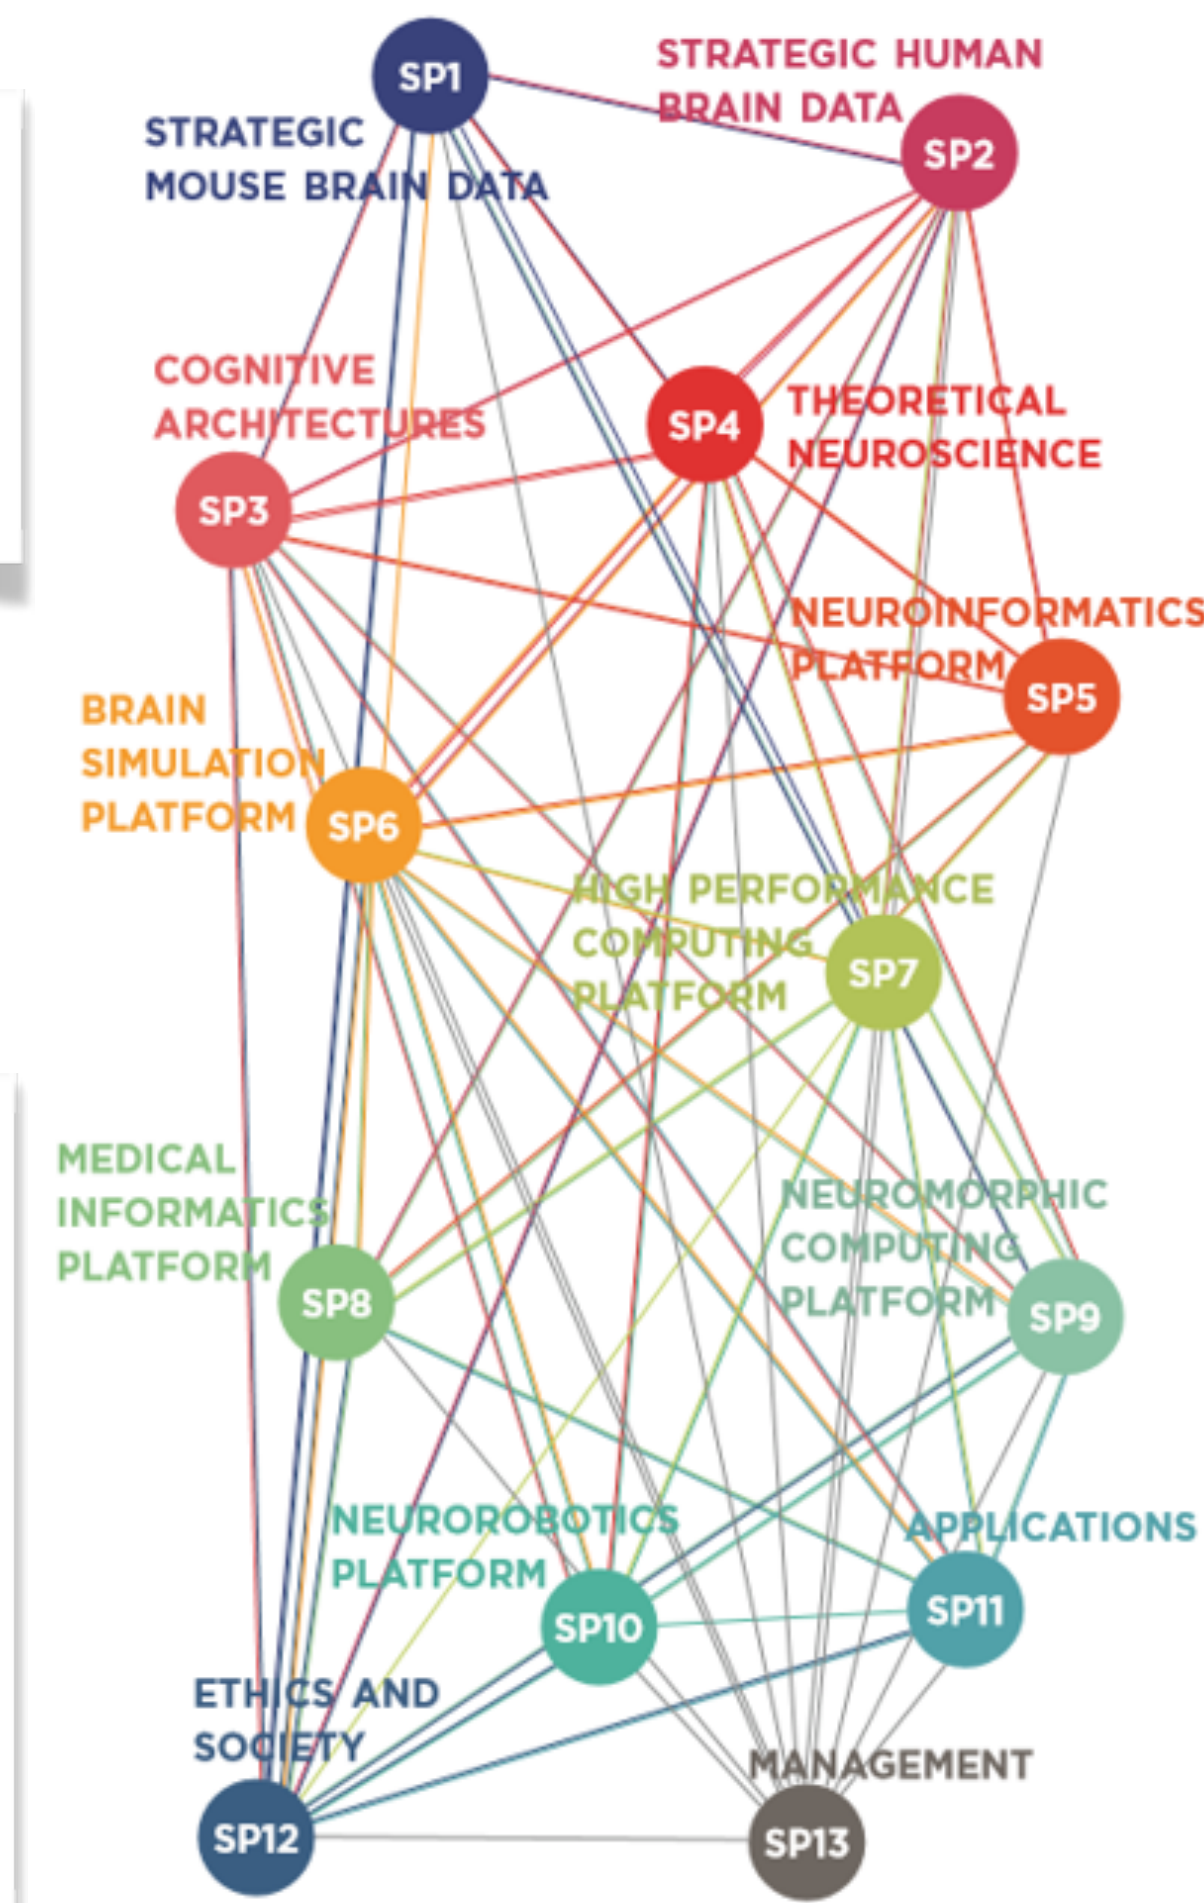 SP1
STRATEGIC HUMAN
BRAIN DATA
SP2
STRATEGIC
MOUSE BRAIN DATA
COGNITIVE
ARCHITECTURES
SP3
SP4
THEORETICAL
NEUROSCIENCE
NEUROINFORMATICS
PLATFORM
SP5
BRAIN
SIMULATION
PLATFORM
SP6
HIGH PERFORMANCE
COMPUTING
PLATFORM
SP7
MEDICAL
INFORMATICS
PLATFORM
SP8
NEUROMORPHIC
COMPUTING
PLATFORM
SP9
NEUROROBOTICS
PLATFORM
SP10
APPLICATIONS
SP11
ETHICS AND
SOCIETY
SP12
MANAGEMENT
SP13